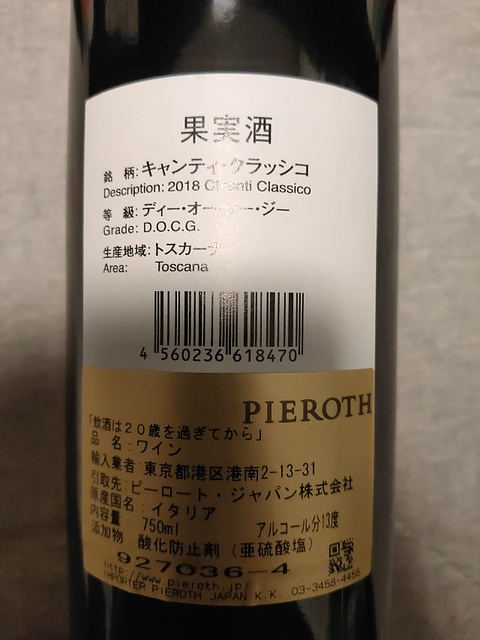 果実酒
銘 柄: キャンティ・クラッシコ
Description: 2018 Chianti Classico
等 級: ディー・オー・シー・ジー
Grade: D.O.C.G.
生産地域: トスカーナ
Area: Toscana
4 560236 618470
PIEROTH
「飲酒は20歳を過ぎてから」
品 名: ワイン
輸入業者: 東京都港区港南2-13-31
引取先: ピーロート・ジャパン株式会社
原産国名: イタリア
内容量: 750ml アルコール分13度
添加物: 酸化防止剤 (亜硫酸塩)
927036-4
http://www.pieroth.jp/
IMPORTER PIEROTH JAPAN K.K. 03-3458-4455